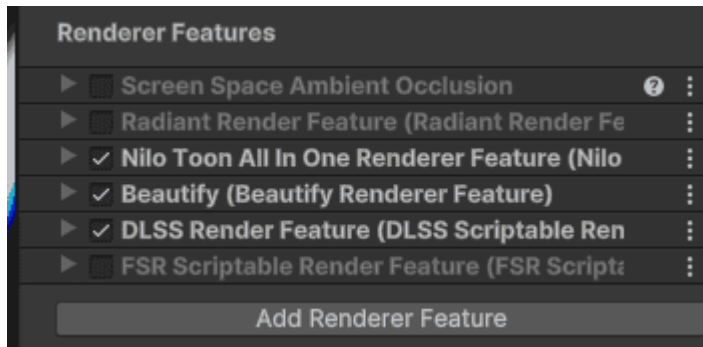 Renderer Features
Screen Space Ambient Occlusion
Radiant Render Feature (Radiant Render Fe
Nilo Toon All In One Renderer Feature (Nilo
Beautify (Beautify Renderer Feature)
DLSS Render Feature (DLSS Scriptable Ren
FSR Scriptable Render Feature (FSR Scripta
Add Renderer Feature